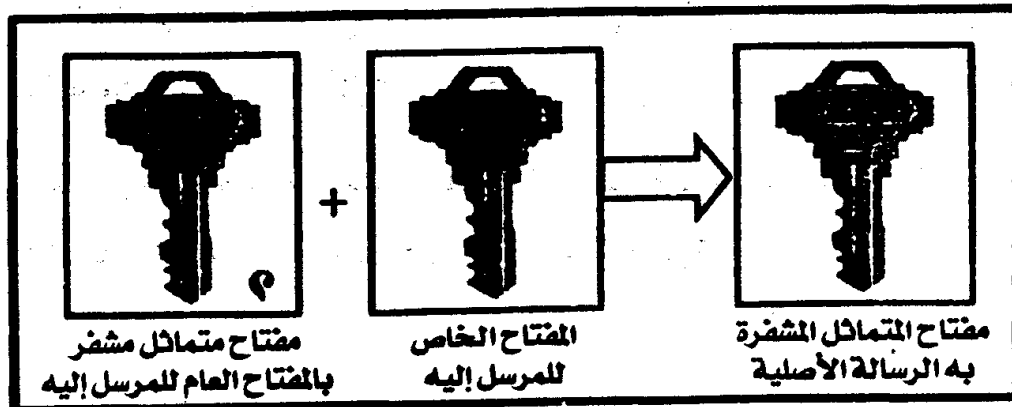 +
م
مفتاح متماثل مشفر
بالمفتاح العام للمرسل إليه
المفتاح الخاص
للمرسل إليه
مفتاح المتماثل المشفرة
به الرسالة الأصلية